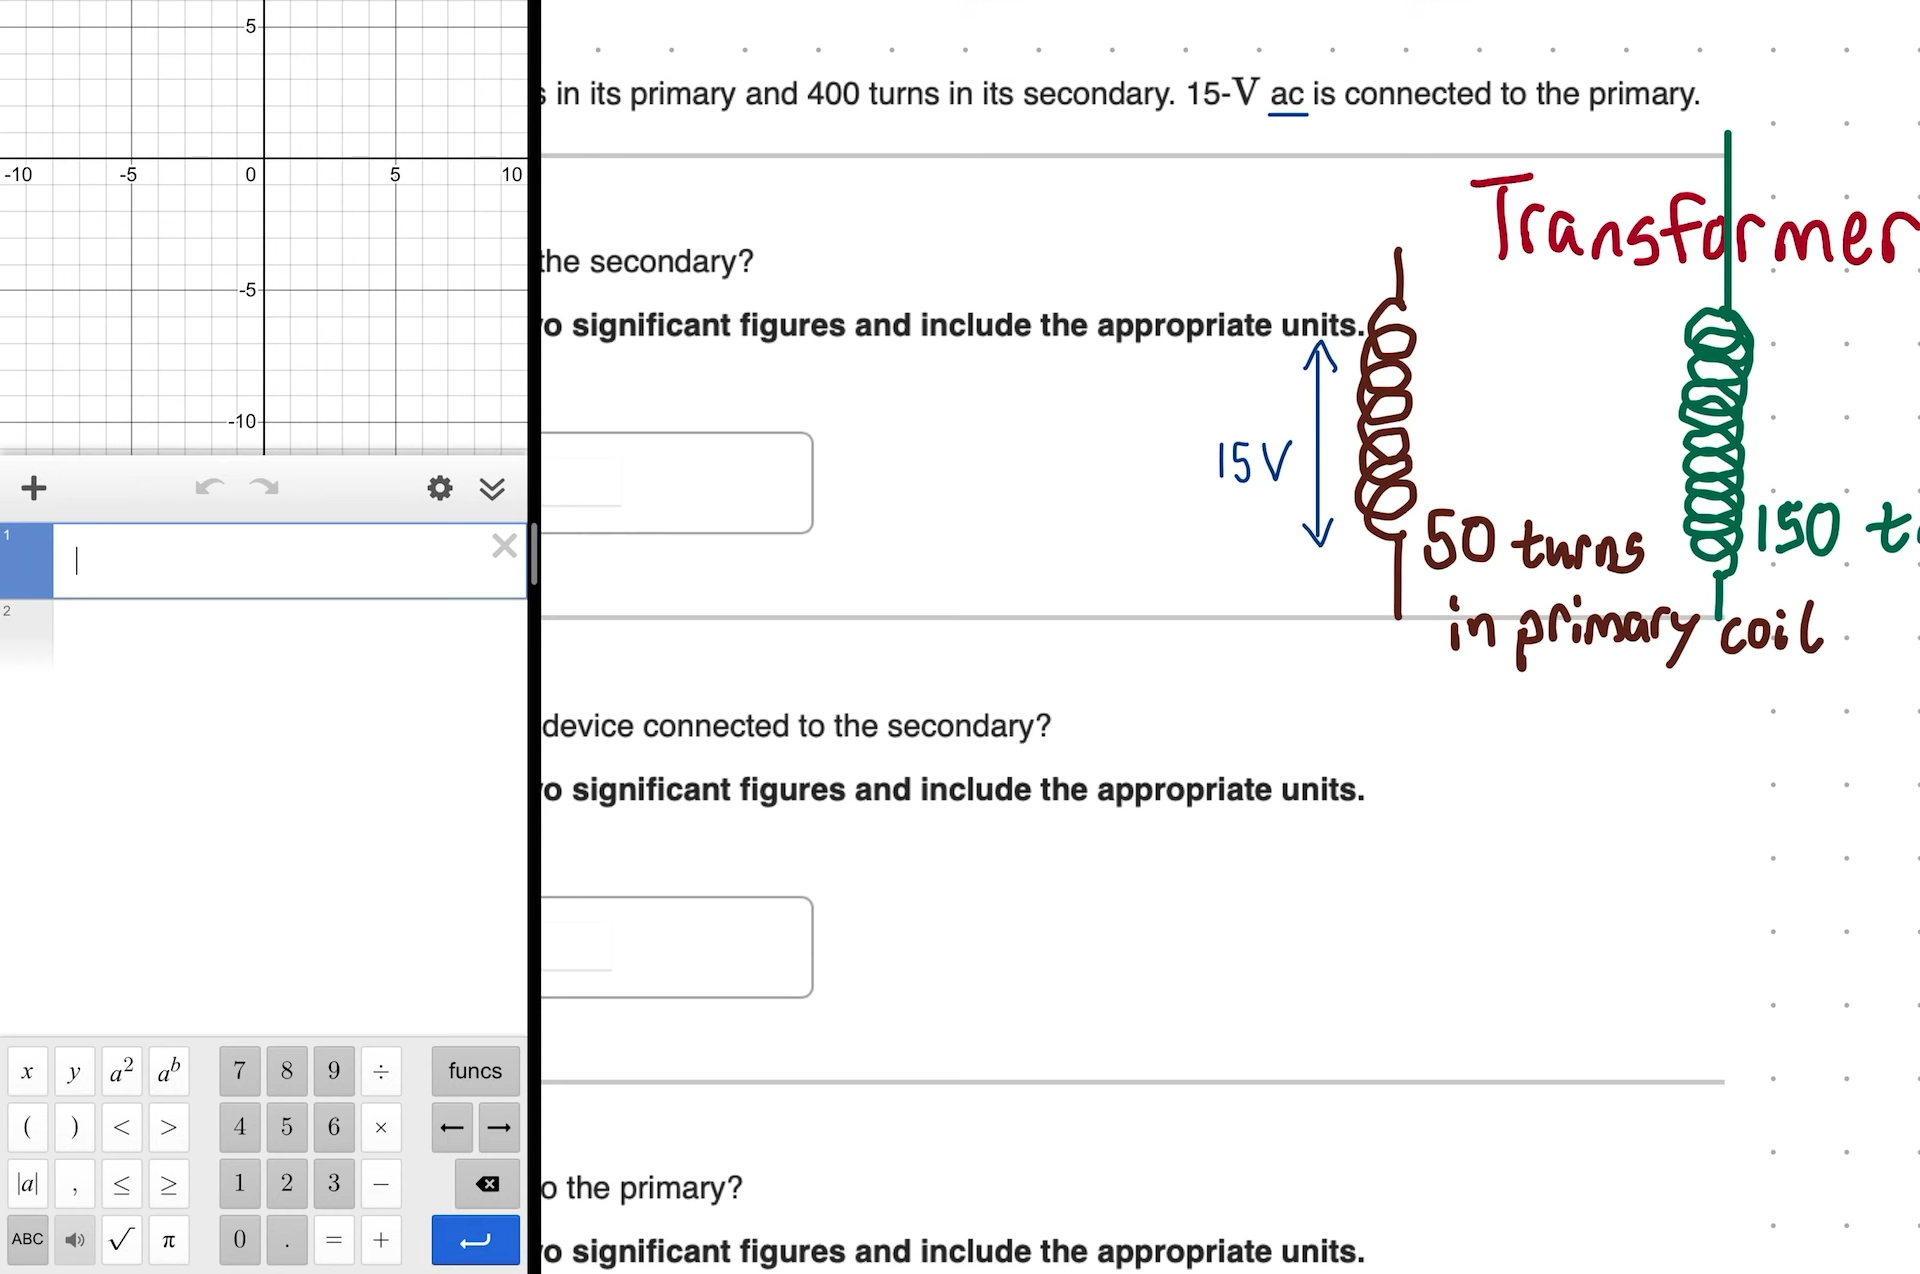 5
-10 -5 0 5 10
-5
-10
1
2
x y a² aᵇ 7 8 9 ÷ funcs
( ) < > 4 5 6 × ← →
|a| , ≤ ≥ 1 2 3 −
ABC √ π 0 . = +
in its primary and 400 turns in its secondary. 15-V ac is connected to the primary.
Transformer
the secondary?
significant figures and include the appropriate units.
15V
50 turns
in primary coil
150
device connected to the secondary?
significant figures and include the appropriate units.
the primary?
significant figures and include the appropriate units.